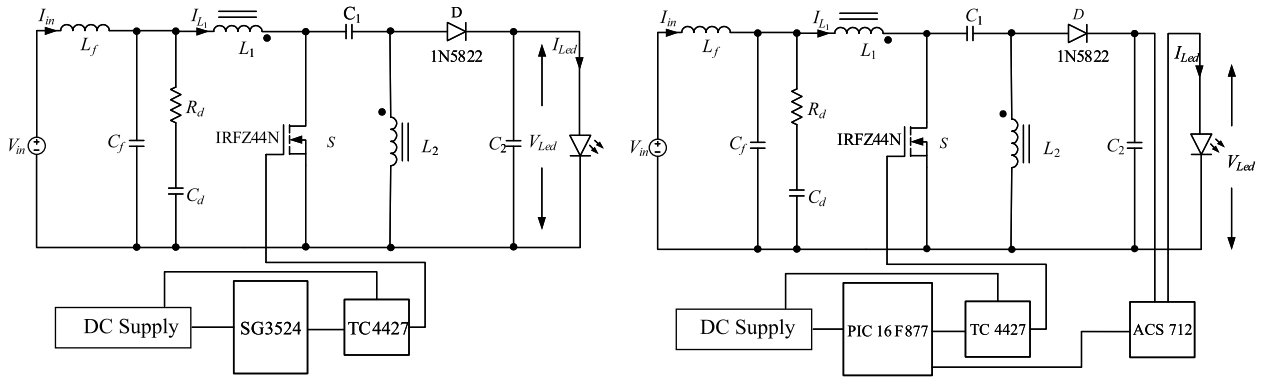 I_in
L_f
I_L1
L_1
C_1
D
1N5822
I_Led
R_d
V_in
C_f
IRFZ44N
S
L_2
C_2
V_Led
C_d
DC Supply
SG3524
TC4427
I_in
L_f
I_L1
L_1
C_1
D
1N5822
I_Led
R_d
V_in
C_f
IRFZ44N
S
L_2
C_2
V_Led
C_d
DC Supply
PIC 16 F877
TC 4427
ACS 712